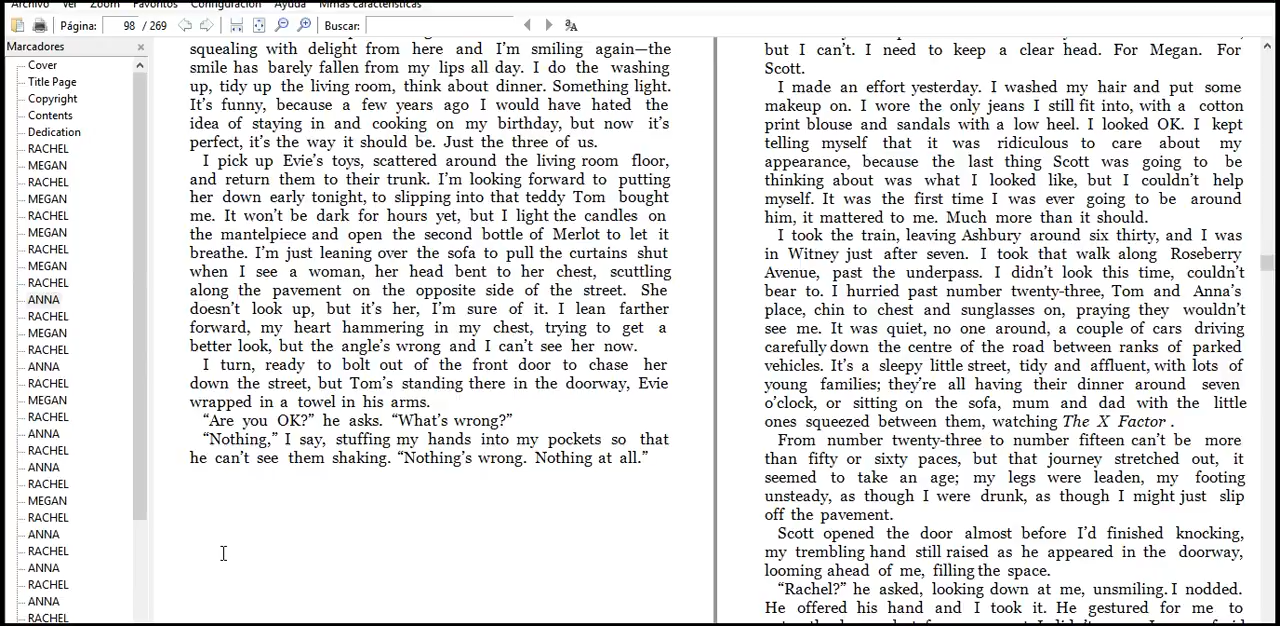 Archivo Ver Zoom Favoritos Configuración Ayuda Mimas características
Página: 98 / 269 Buscar:
Marcadores
Cover
Title Page
Copyright
Contents
Dedication
RACHEL
MEGAN
RACHEL
MEGAN
RACHEL
MEGAN
RACHEL
MEGAN
RACHEL
ANNA
RACHEL
MEGAN
RACHEL
ANNA
RACHEL
MEGAN
RACHEL
ANNA
RACHEL
ANNA
RACHEL
MEGAN
RACHEL
ANNA
RACHEL
ANNA
RACHEL
ANNA
RACHEL
squealing with delight from here and I’m smiling again—the
smile has barely fallen from my lips all day. I do the washing
up, tidy up the living room, think about dinner. Something light.
It’s funny, because a few years ago I would have hated the
idea of staying in and cooking on my birthday, but now it’s
perfect, it’s the way it should be. Just the three of us.
I pick up Evie’s toys, scattered around the living room floor,
and return them to their trunk. I’m looking forward to putting
her down early tonight, to slipping into that teddy Tom bought
me. It won’t be dark for hours yet, but I light the candles on
the mantelpiece and open the second bottle of Merlot to let it
breathe. I’m just leaning over the sofa to pull the curtains shut
when I see a woman, her head bent to her chest, scuttling
along the pavement on the opposite side of the street. She
doesn’t look up, but it’s her, I’m sure of it. I lean farther
forward, my heart hammering in my chest, trying to get a
better look, but the angle’s wrong and I can’t see her now.
I turn, ready to bolt out of the front door to chase her
down the street, but Tom’s standing there in the doorway, Evie
wrapped in a towel in his arms.
“Are you OK?” he asks. “What’s wrong?”
“Nothing,” I say, stuffing my hands into my pockets so that
he can’t see them shaking. “Nothing’s wrong. Nothing at all.”
but I can’t. I need to keep a clear head. For Megan. For
Scott.
I made an effort yesterday. I washed my hair and put some
makeup on. I wore the only jeans I still fit into, with a cotton
print blouse and sandals with a low heel. I looked OK. I kept
telling myself that it was ridiculous to care about my
appearance, because the last thing Scott was going to be
thinking about was what I looked like, but I couldn’t help
myself. It was the first time I was ever going to be around
him, it mattered to me. Much more than it should.
I took the train, leaving Ashbury around six thirty, and I was
in Witney just after seven. I took that walk along Roseberry
Avenue, past the underpass. I didn’t look this time, couldn’t
bear to. I hurried past number twenty-three, Tom and Anna’s
place, chin to chest and sunglasses on, praying they wouldn’t
see me. It was quiet, no one around, a couple of cars driving
carefully down the centre of the road between ranks of parked
vehicles. It’s a sleepy little street, tidy and affluent, with lots of
young families; they’re all having their dinner around seven
o’clock, or sitting on the sofa, mum and dad with the little
ones squeezed between them, watching The X Factor .
From number twenty-three to number fifteen can’t be more
than fifty or sixty paces, but that journey stretched out, it
seemed to take an age; my legs were leaden, my footing
unsteady, as though I were drunk, as though I might just slip
off the pavement.
Scott opened the door almost before I’d finished knocking,
my trembling hand still raised as he appeared in the doorway,
looming ahead of me, filling the space.
“Rachel?” he asked, looking down at me, unsmiling. I nodded.
He offered his hand and I took it. He gestured for me to